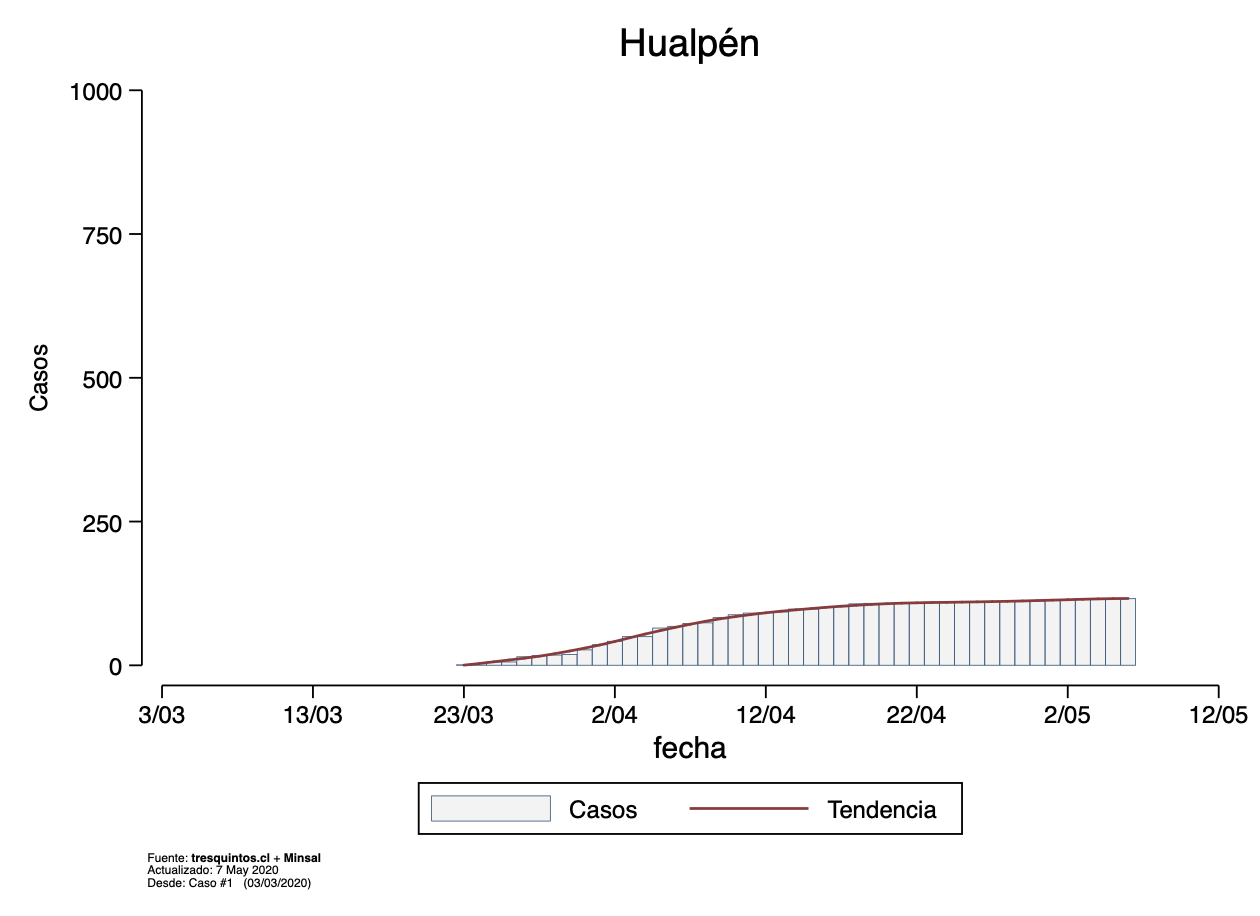 Hualpén
1000
750
500
250
0
Casos
3/03 13/03 23/03 2/04 12/04 22/04 2/05 12/05
fecha
Casos Tendencia
Fuente: tresquintos.cl + Minsal
Actualizado: 7 May 2020
Desde: Caso #1 (03/03/2020)